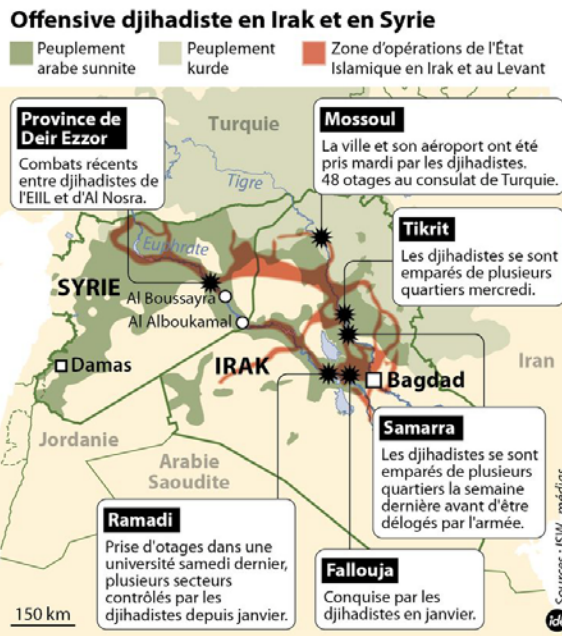 Offensive djihadiste en Irak et en Syrie
Peuplement
arabe sunnite
Peuplement
kurde
Zone d'opérations de l'État
Islamique en Irak et au Levant
Province de
Deir Ezzor
Combats récents
entre djihadistes de
l'EIIL et d'Al Nosra.
Turquie
Tigre
Mossoul
La ville et son aéroport ont été
pris mardi par les djihadistes.
48 otages au consulat de Turquie.
Tikrit
Les djihadistes se sont
emparés de plusieurs
quartiers mercredi.
Euphrate
SYRIE
Al Boussayra
Al Alboukamal
Damas
IRAK
Bagdad
Iran
Jordanie
Arabie
Saoudite
Samarra
Les djihadistes se sont
emparés de plusieurs
quartiers la semaine
dernière avant d'être
délogés par l'armée.
Ramadi
Prise d'otages dans une
université samedi dernier,
plusieurs secteurs
contrôlés par les
djihadistes depuis janvier.
Fallouja
Conquise par les
djihadistes en janvier.
150 km
Sources : ISW, médias
idé